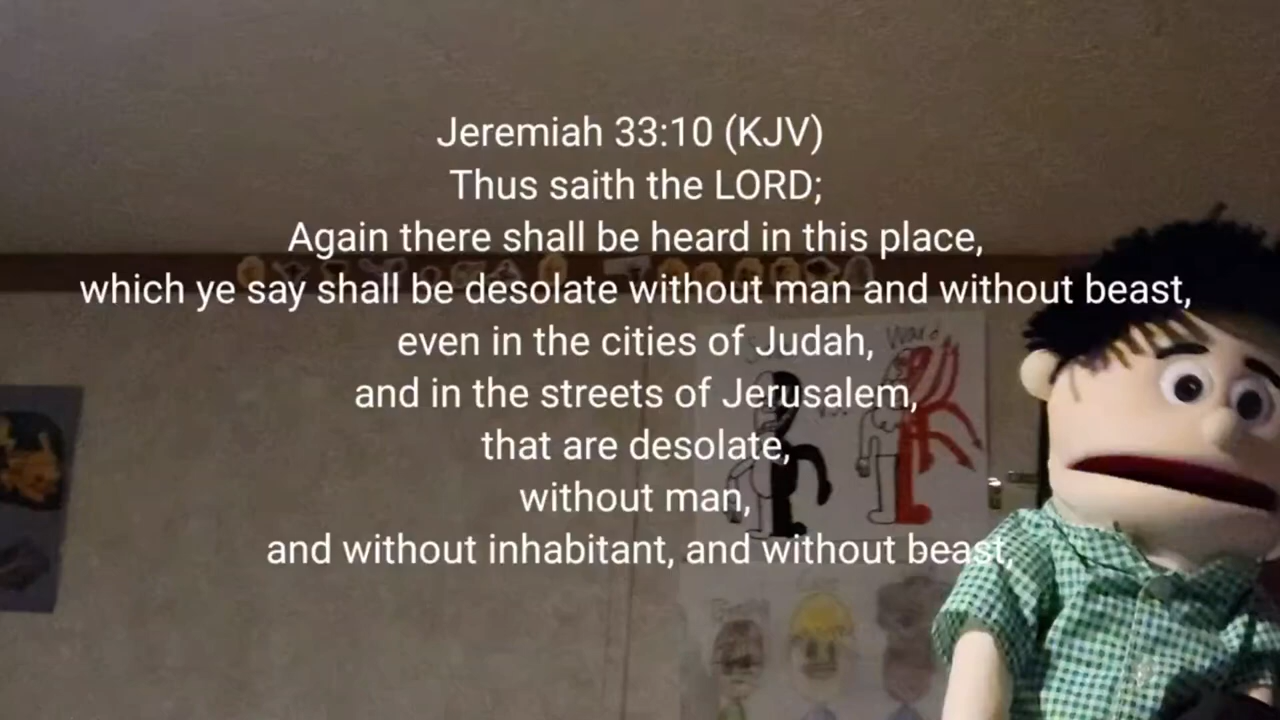 Jeremiah 33:10 (KJV)
Thus saith the LORD;
Again there shall be heard in this place,
which ye say shall be desolate without man and without beast,
even in the cities of Judah,
and in the streets of Jerusalem,
that are desolate,
without man,
and without inhabitant, and without beast,